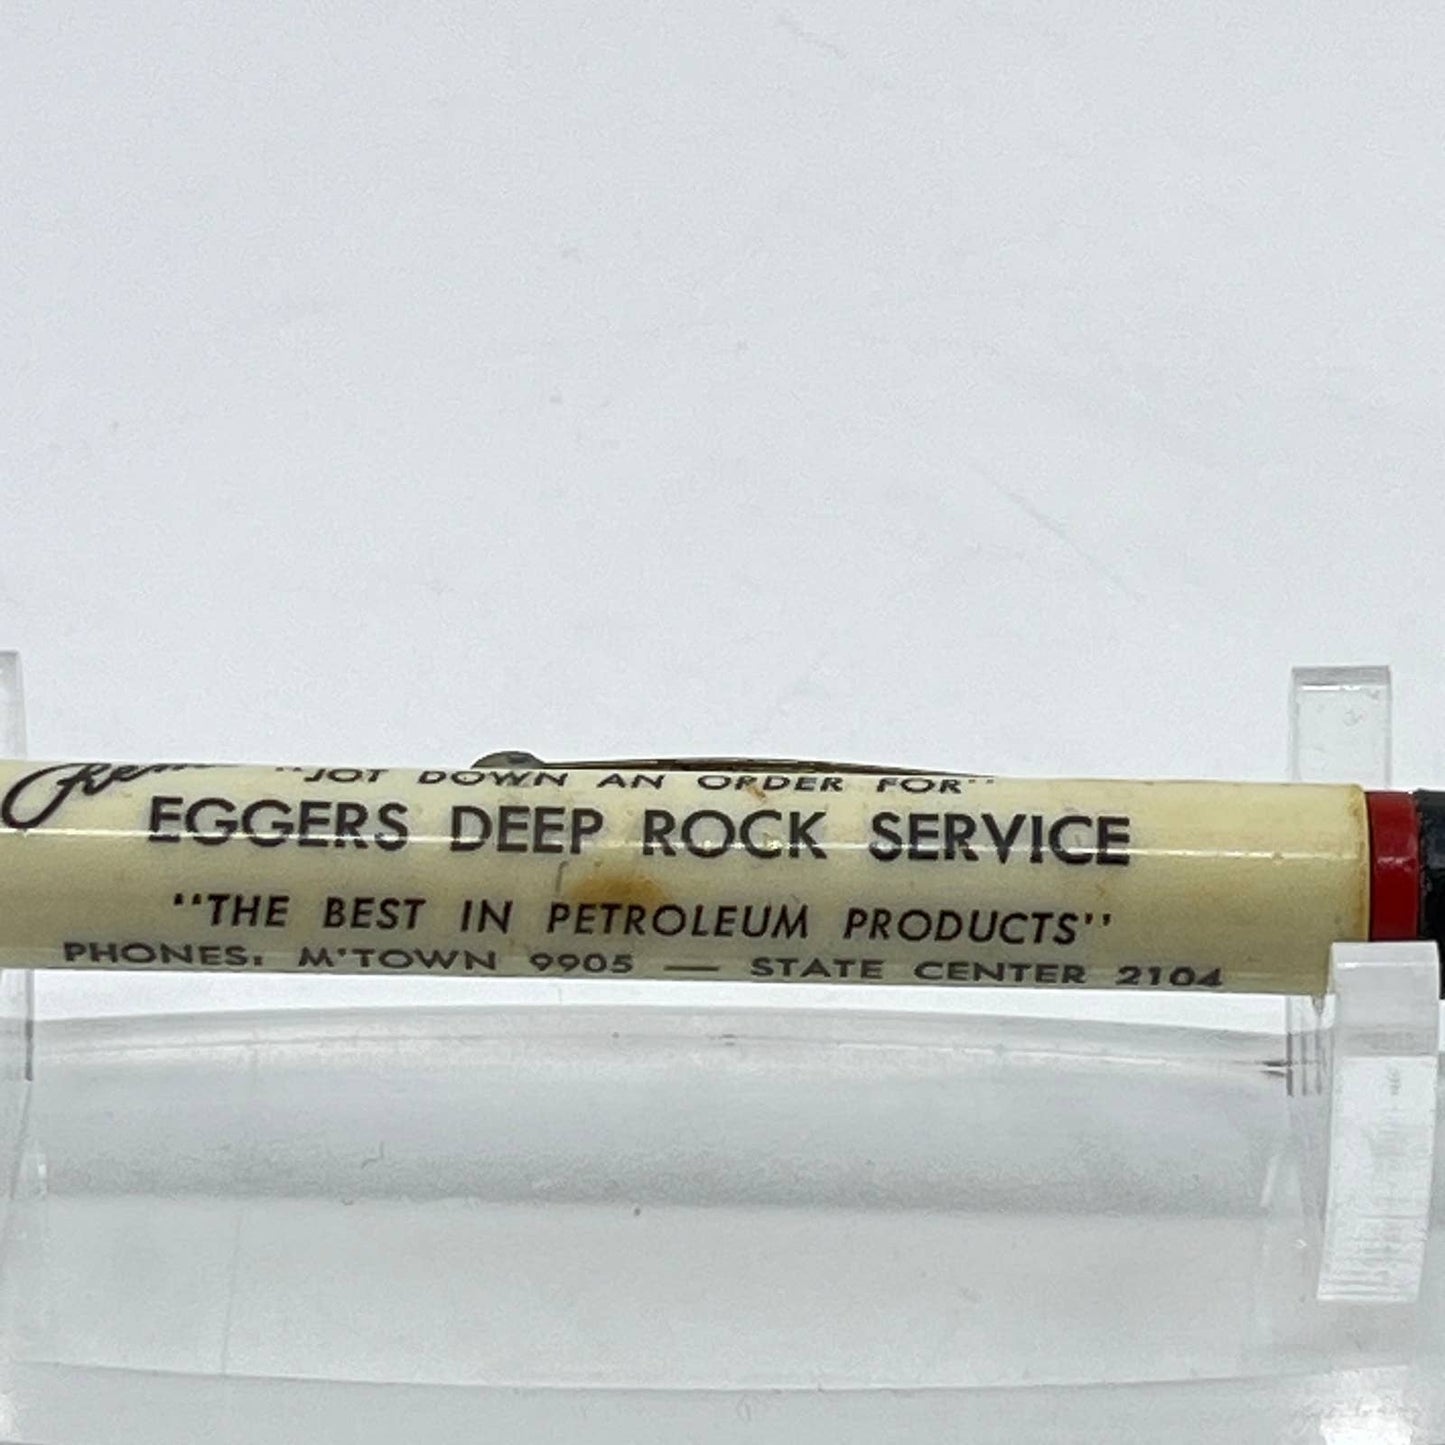 "JOT DOWN AN ORDER FOR"
EGGERS DEEP ROCK SERVICE
"THE BEST IN PETROLEUM PRODUCTS"
PHONES: M'TOWN 9905 — STATE CENTER 2104